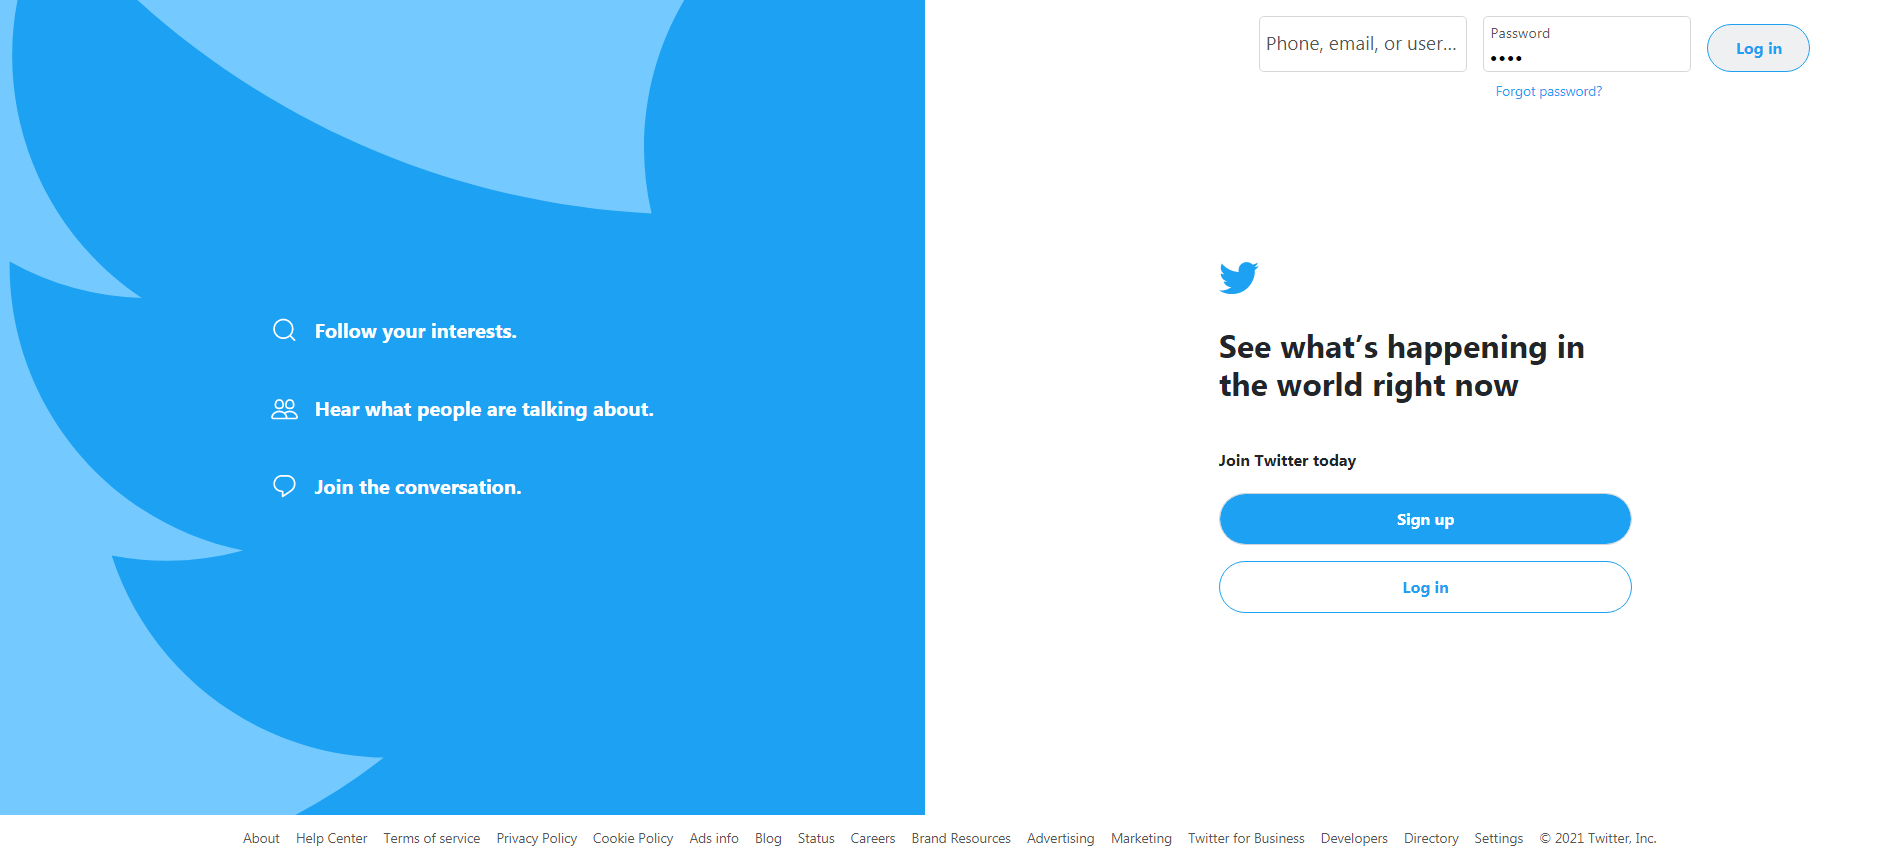 Phone, email, or user...
Password
••••
Log in
Forgot password?
Follow your interests.
Hear what people are talking about.
Join the conversation.
See what’s happening in
the world right now
Join Twitter today
Sign up
Log in
About Help Center Terms of service Privacy Policy Cookie Policy Ads info Blog Status Careers Brand Resources Advertising Marketing Twitter for Business Developers Directory Settings © 2021 Twitter, Inc.